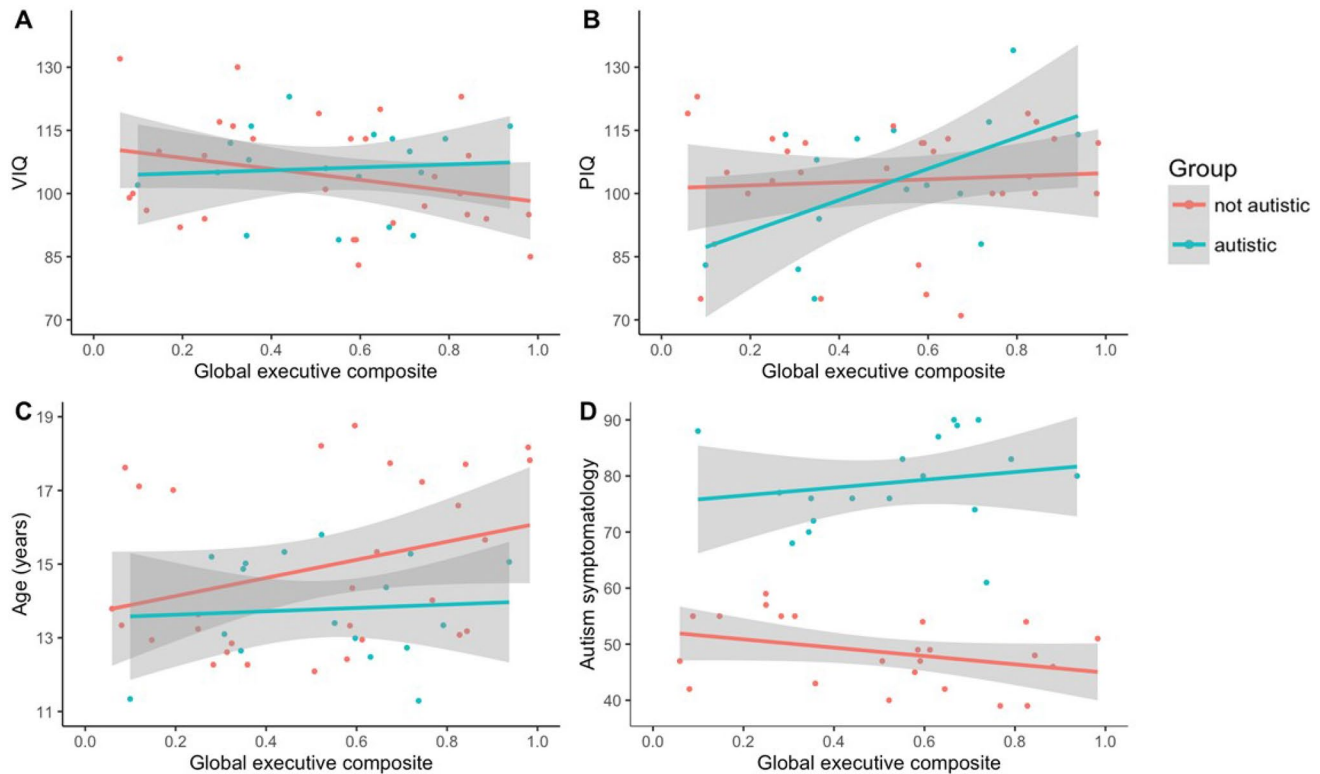 A
B
VIQ
130
115
100
85
70
0.0 0.2 0.4 0.6 0.8 1.0
Global executive composite
PIQ
130
115
100
85
70
0.0 0.2 0.4 0.6 0.8 1.0
Global executive composite
Group
not autistic
autistic
C
D
Age (years)
19
17
15
13
11
0.0 0.2 0.4 0.6 0.8 1.0
Global executive composite
Autism symptomatology
90
80
70
60
50
40
0.0 0.2 0.4 0.6 0.8 1.0
Global executive composite